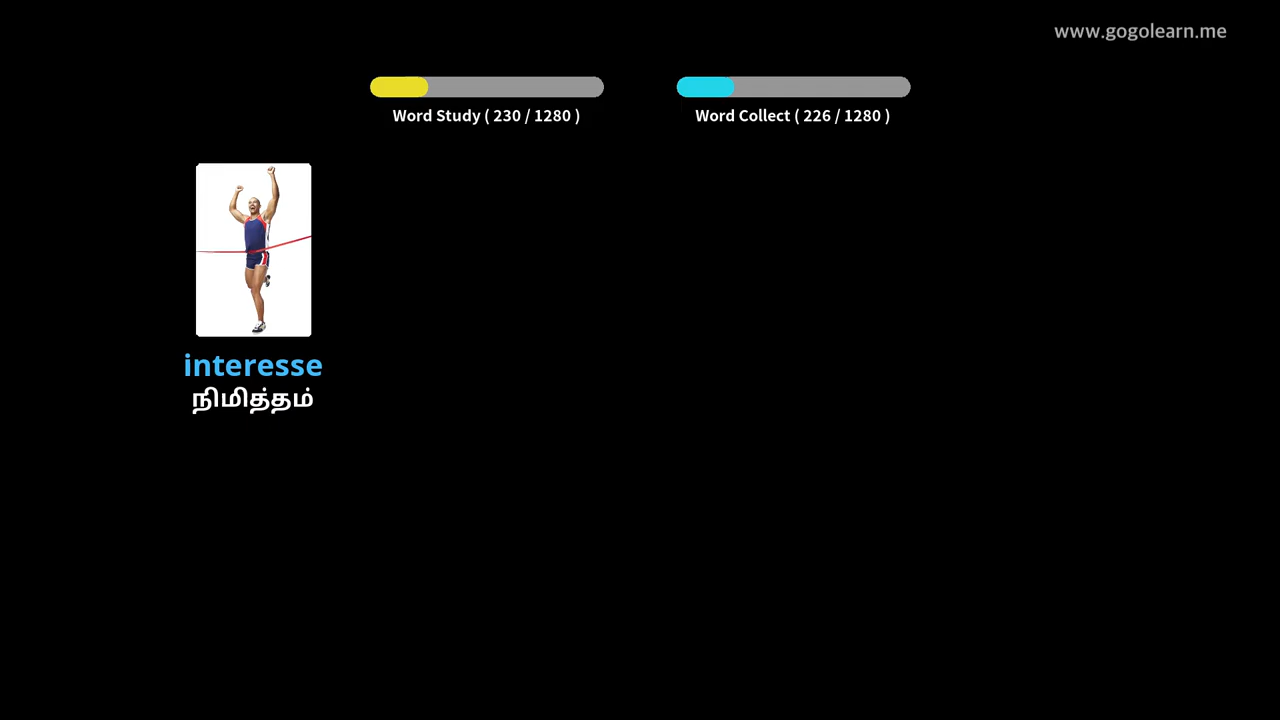 www.gogolearn.me
Word Study ( 230 / 1280 )
Word Collect ( 226 / 1280 )
interesse
நிமித்தம்